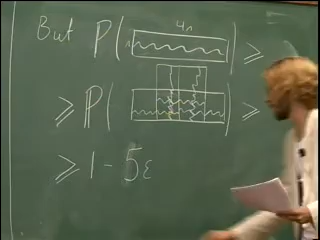 But P( 4n n ) ≥
≥ P( ) ≥
≥ 1 - 5ε